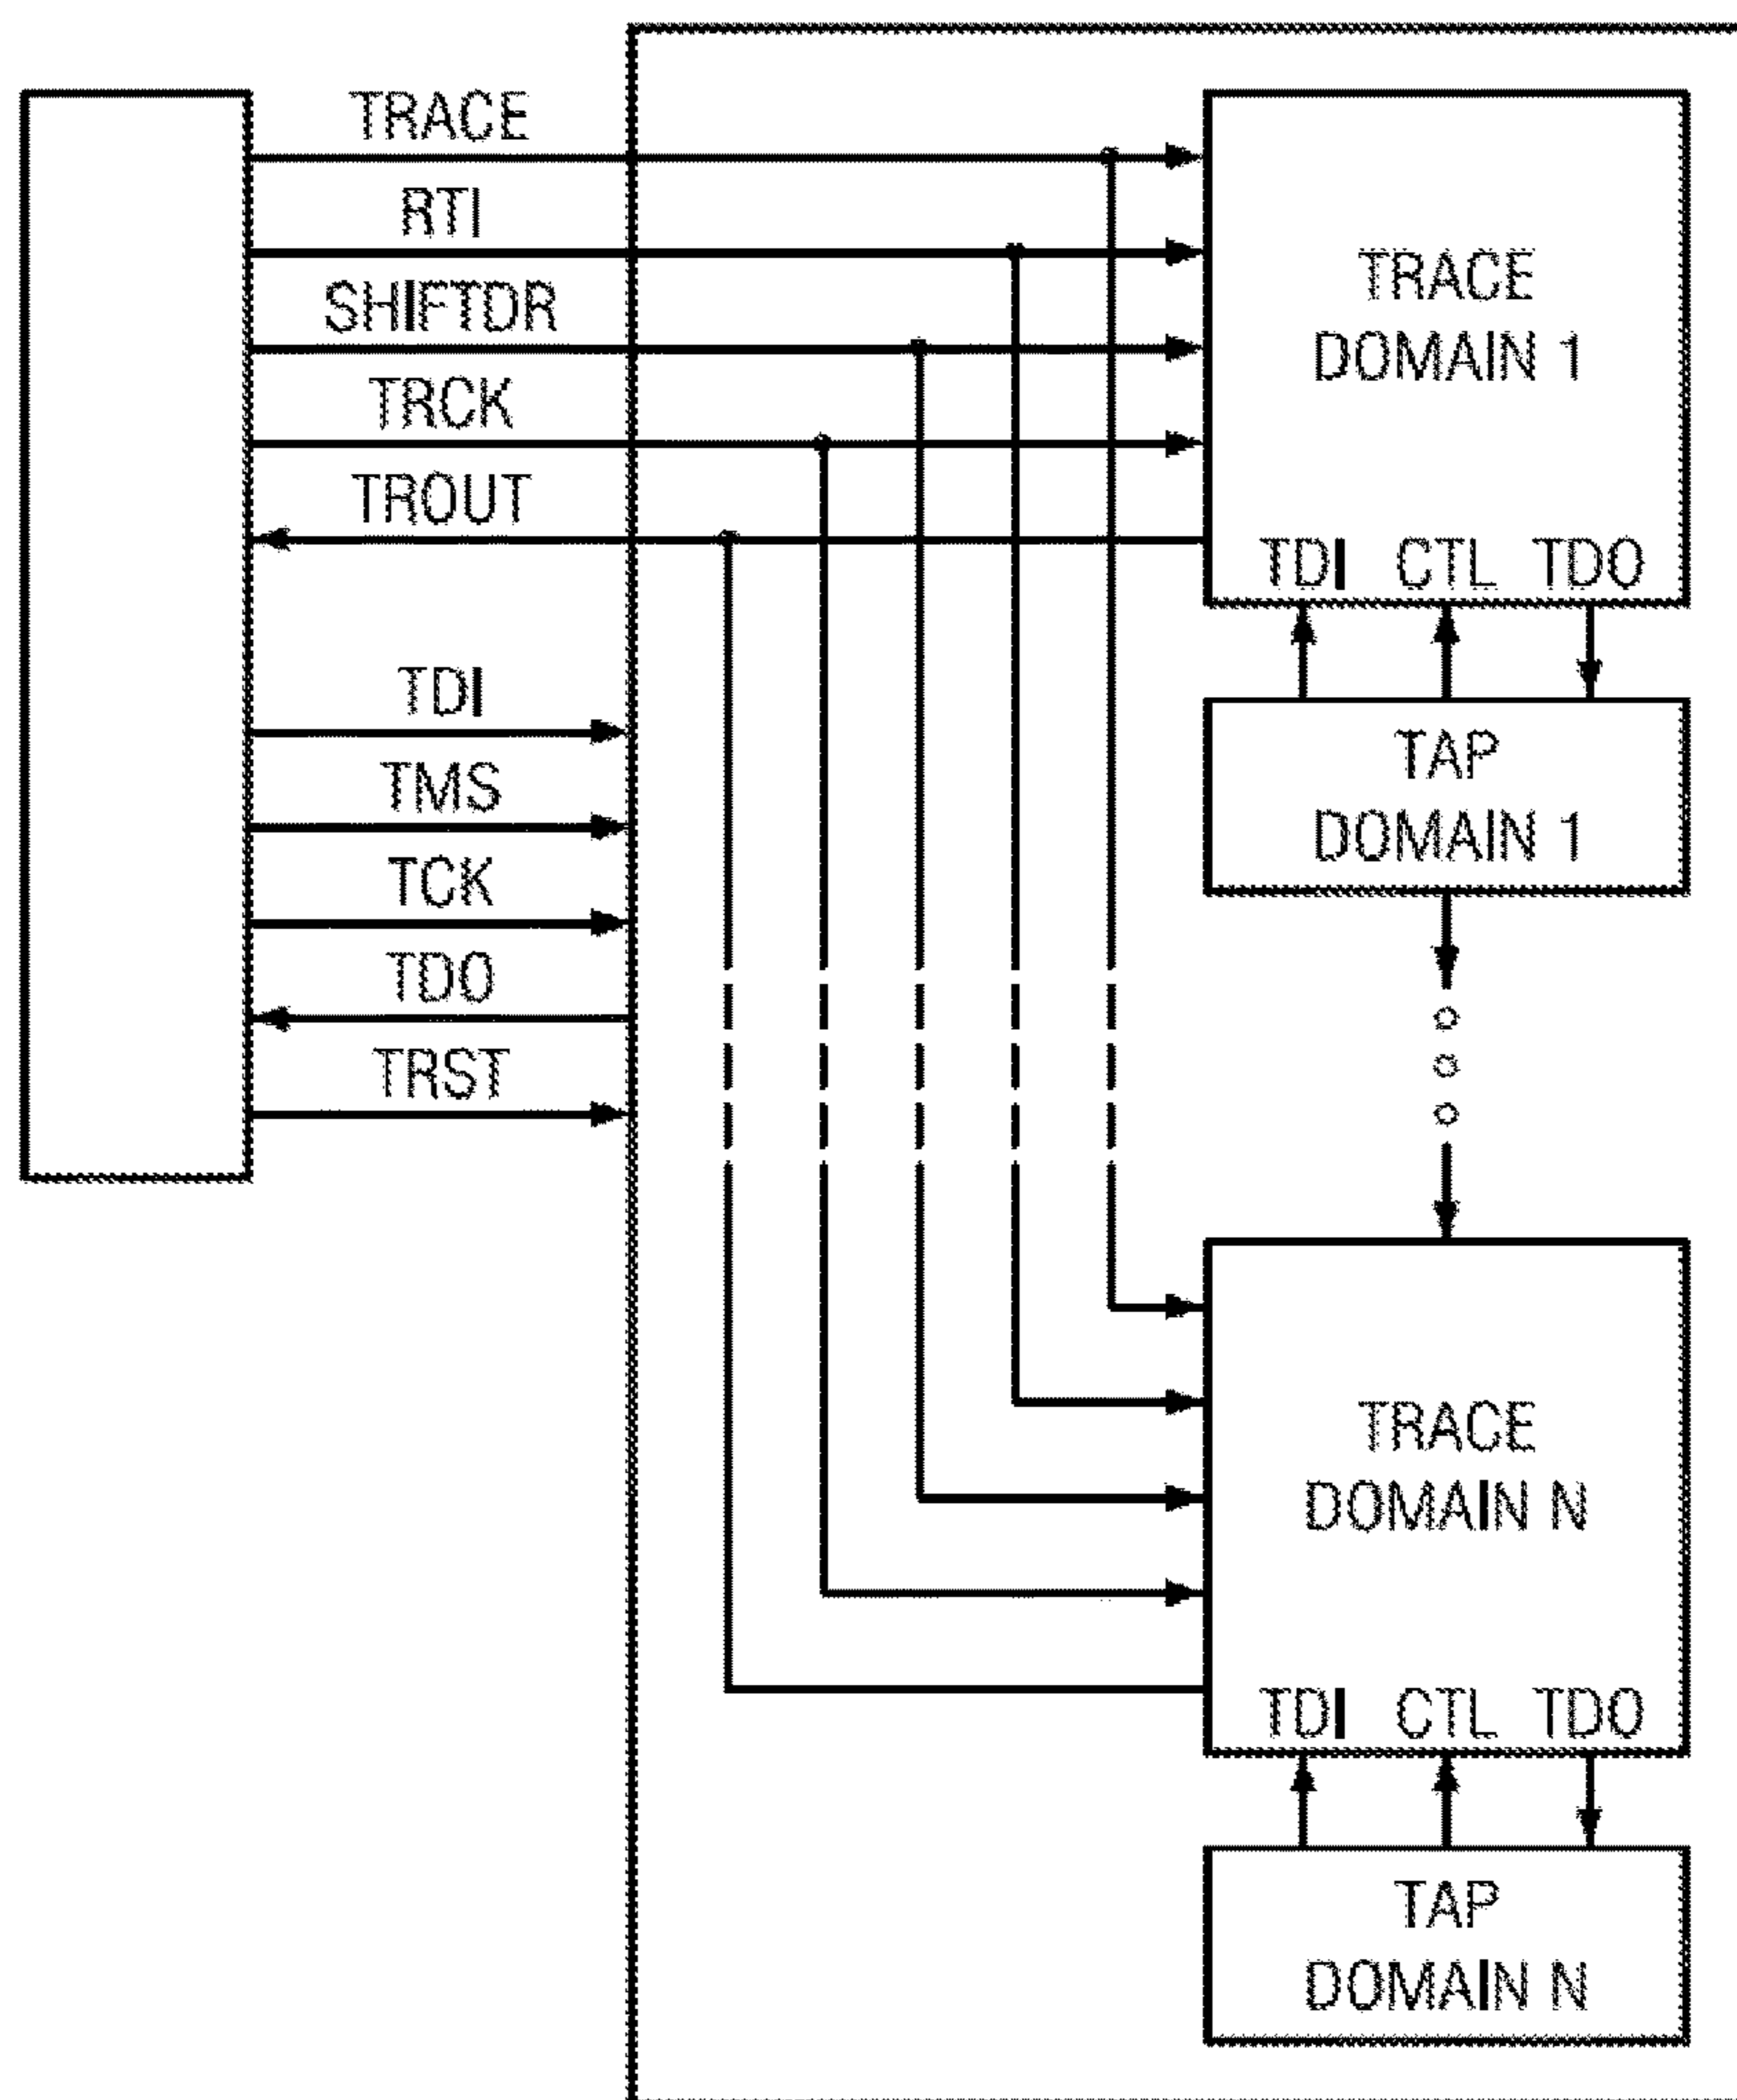 TRACE
RTI
SHIFTDR
TRCK
TROUT
TDI
TMS
TCK
TDO
TRST
TRACE
DOMAIN 1
TDI CTL TDO
TAP
DOMAIN 1
TRACE
DOMAIN N
TDI CTL TDO
TAP
DOMAIN N